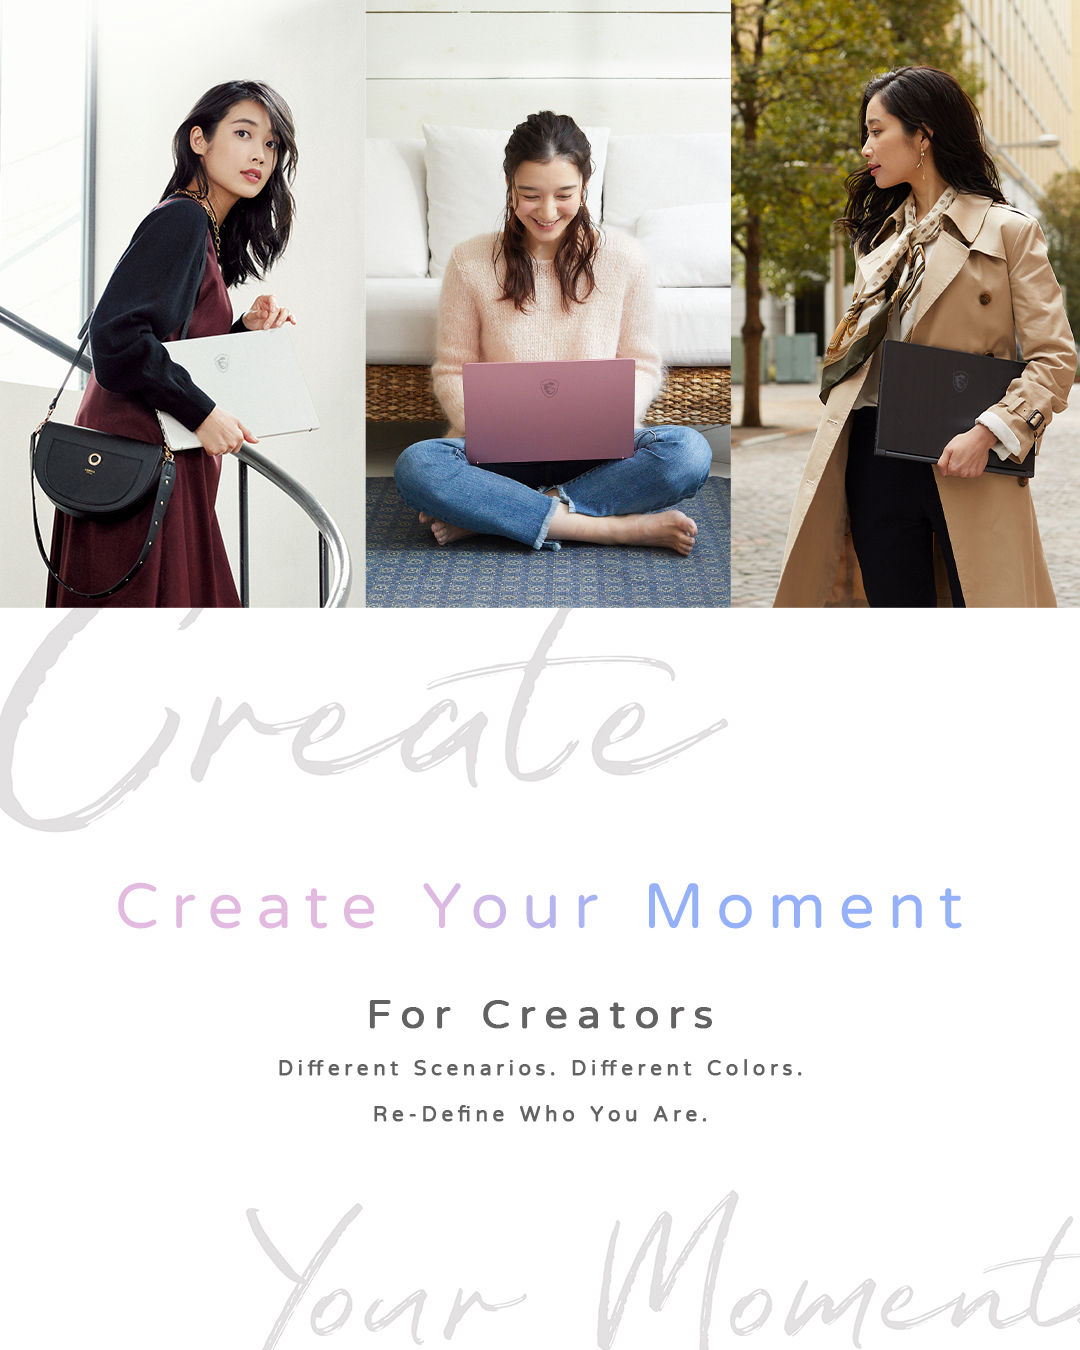 Create
Create Your Moment
For Creators
Different Scenarios. Different Colors.
Re-Define Who You Are.
Your Moment